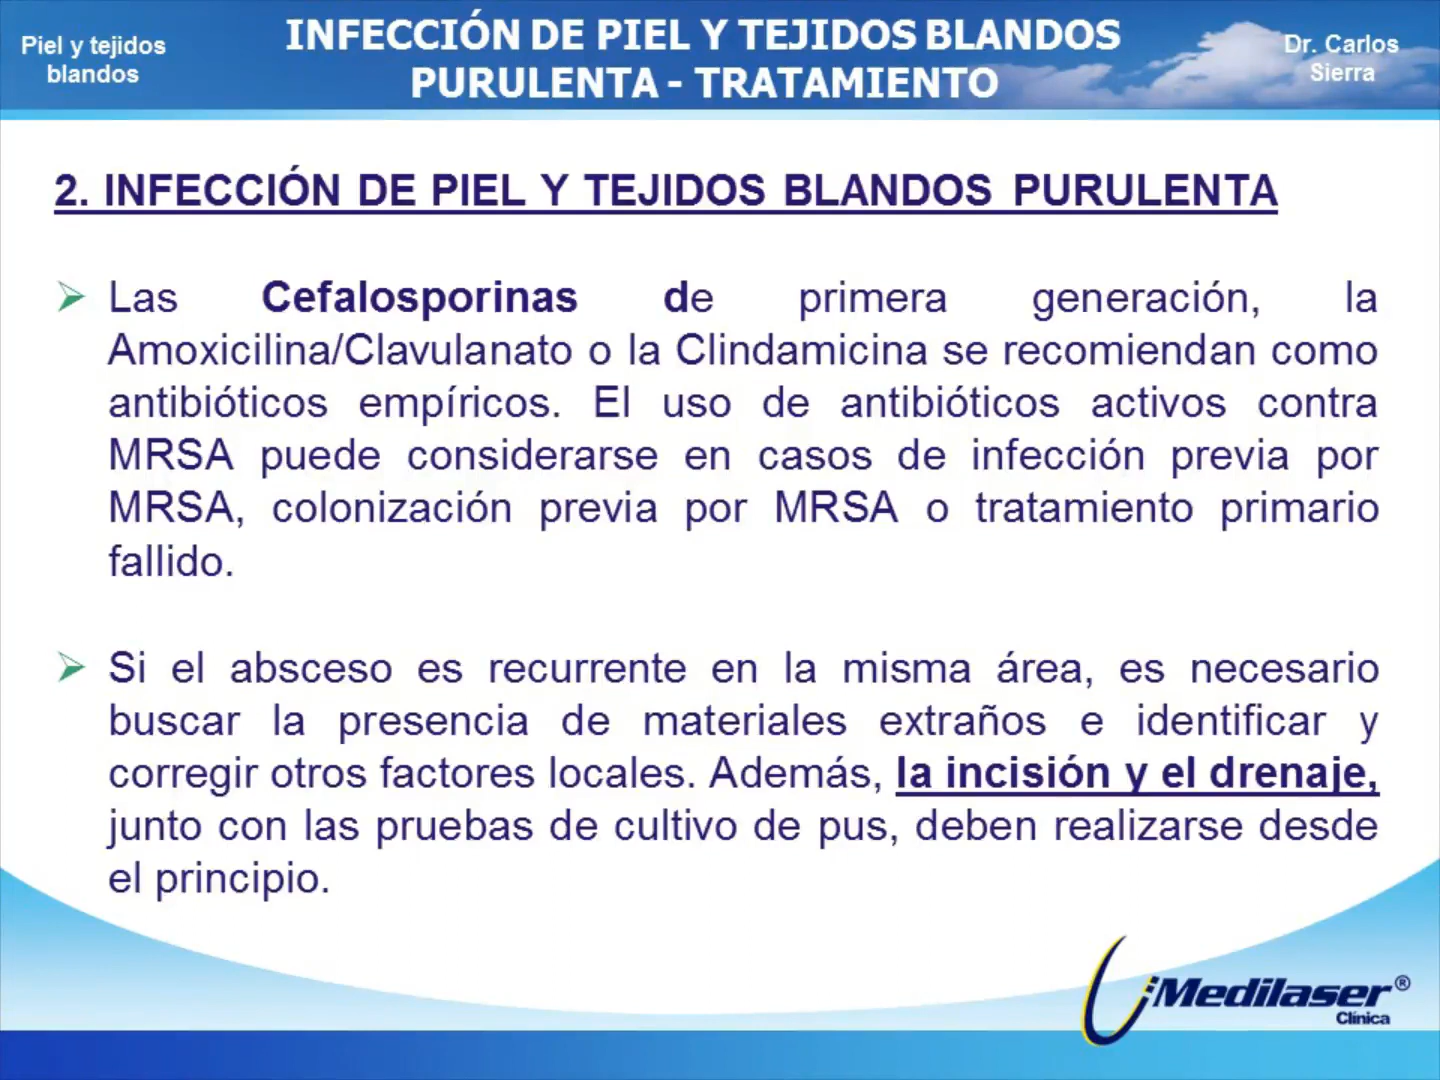 Piel y tejidos
blandos
INFECCIÓN DE PIEL Y TEJIDOS BLANDOS
PURULENTA - TRATAMIENTO
Dr. Carlos
Sierra
2. INFECCIÓN DE PIEL Y TEJIDOS BLANDOS PURULENTA
Las Cefalosporinas de primera generación, la
Amoxicilina/Clavulanato o la Clindamicina se recomiendan como
antibióticos empíricos. El uso de antibióticos activos contra
MRSA puede considerarse en casos de infección previa por
MRSA, colonización previa por MRSA o tratamiento primario
fallido.
Si el absceso es recurrente en la misma área, es necesario
buscar la presencia de materiales extraños e identificar y
corregir otros factores locales. Además, la incisión y el drenaje,
junto con las pruebas de cultivo de pus, deben realizarse desde
el principio.
Medilaser®
Clínica